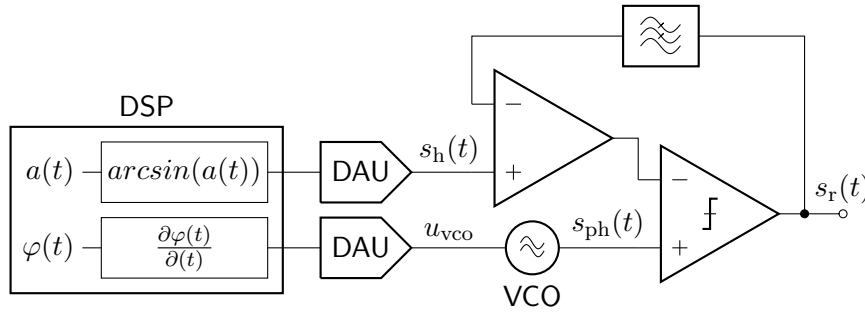 DSP
a(t)
arcsin(a(t))
DAU
s_h(t)
−
+
s_r(t)
−
+
φ(t)
∂φ(t)
∂(t)
DAU
u_vco
s_ph(t)
VCO